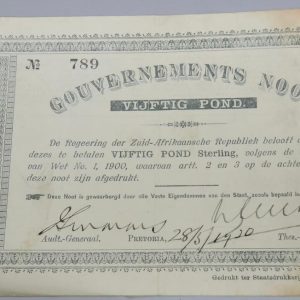 № 789
GOUVERNEMENTS NOO
VIJFTIG POND.
De Regeering der Zuid-Afrikaansche Republiek belooft
dezes te betalen VIJFTIG POND Sterling, volgens de
van Wet No. 1, 1900, waarvan artt. 2 en 3 op de achte
dezer noot zijn afgedrukt.
Deze Noot is gewaarborgd door alle Vaste Eigendommen van den Staat, zooals bepaald
28/5/1900
Audt.-Generaal. PRETORIA, Thes.
Gedrukt ter Staatsdrukkerij